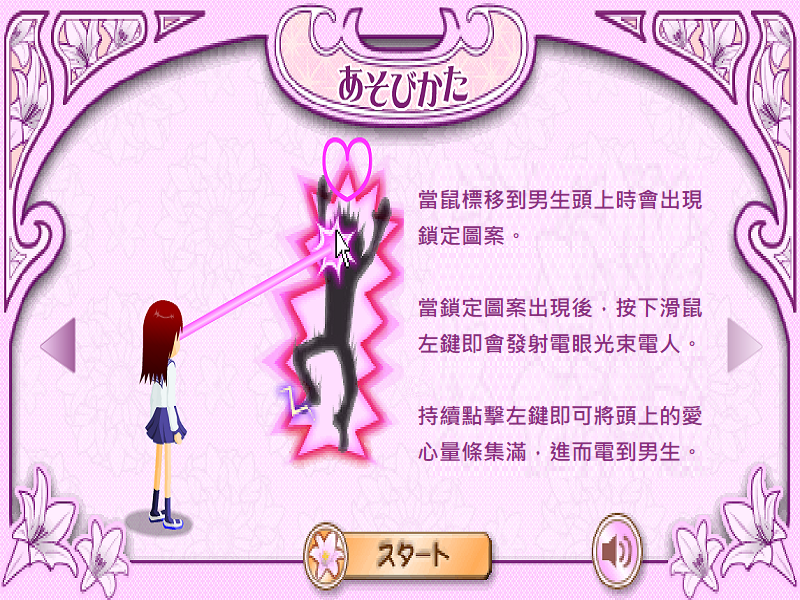 あそびかた
當鼠標移到男生頭上時會出現
鎖定圖案。
當鎖定圖案出現後，按下滑鼠
左鍵即會發射電眼光束電人。
持續點擊左鍵即可將頭上的愛
心量條集滿，進而電到男生。
スタート